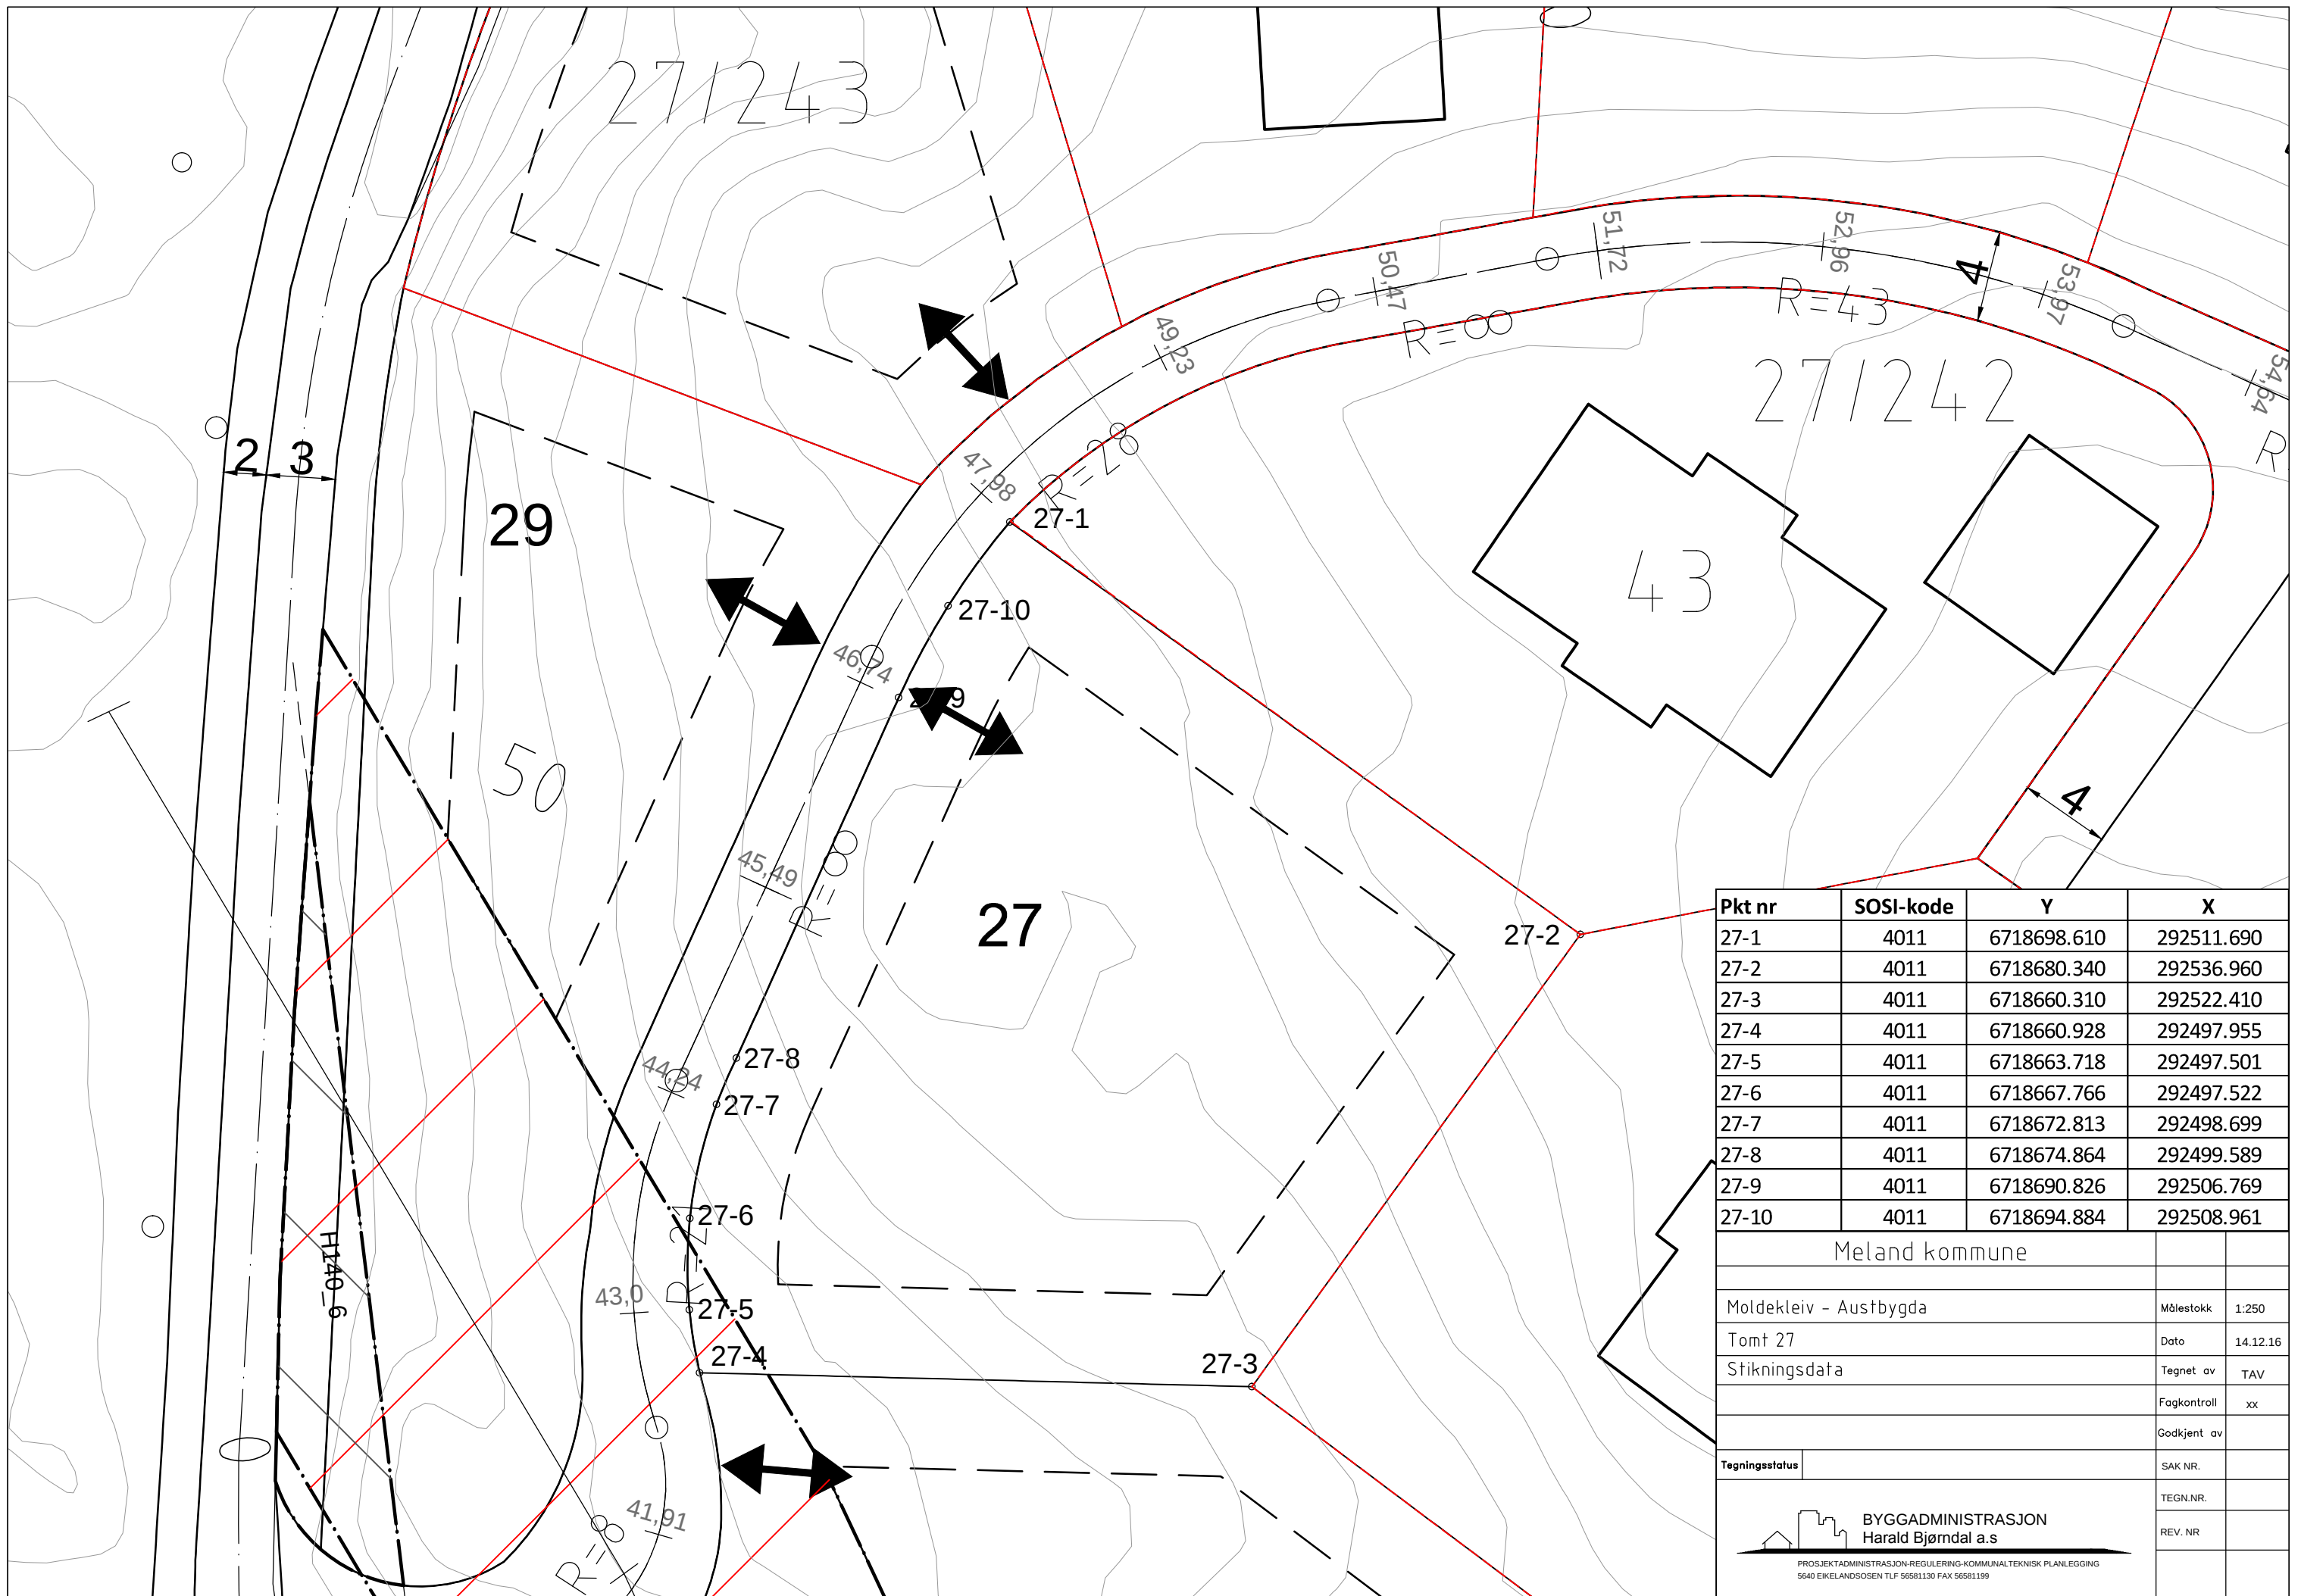 27/243
51,72
52,96
50,47
4
53,97
R=43
R=∞
49,23
54,64
27/242
R=28
R
2
3
47,98
29
27-1
43
27-10
46,74
50
4
45,49
R=∞
27
27-2
44,24
27-8
27-7
27-6
H140_6
43,0
27-5
27-4
27-3
41,91
R=8
Pkt nr SOSI-kode Y X
27-1 4011 6718698.610 292511.690
27-2 4011 6718680.340 292536.960
27-3 4011 6718660.310 292522.410
27-4 4011 6718660.928 292497.955
27-5 4011 6718663.718 292497.501
27-6 4011 6718667.766 292497.522
27-7 4011 6718672.813 292498.699
27-8 4011 6718674.864 292499.589
27-9 4011 6718690.826 292506.769
27-10 4011 6718694.884 292508.961
Meland kommune
Moldekleiv - Austbygda Målestokk 1:250
Tomt 27 Dato 14.12.16
Stikningsdata Tegnet av TAV
Fagkontroll xx
Godkjent av
Tegningsstatus SAK NR.
TEGN.NR.
REV. NR
BYGGADMINISTRASJON
Harald Bjørndal a.s
PROSJEKTADMINISTRASJON-REGULERING-KOMMUNALTEKNISK PLANLEGGING
5640 EIKELANDSOSEN TLF 56581130 FAX 56581199